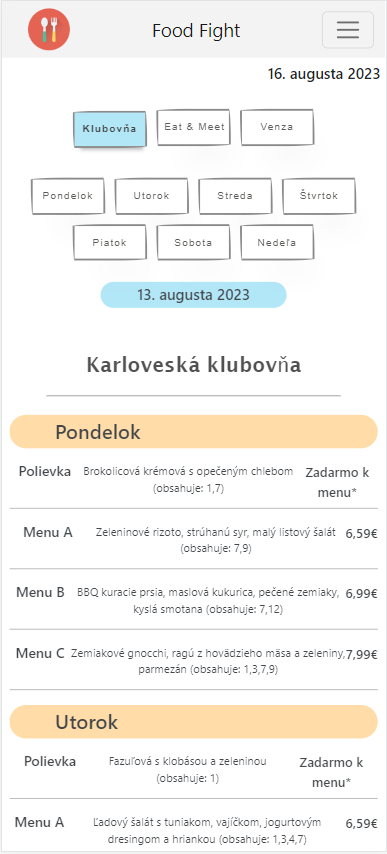 Food Fight
16. augusta 2023
Klubovňa
Eat & Meet
Venza
Pondelok
Utorok
Streda
Štvrtok
Piatok
Sobota
Nedeľa
13. augusta 2023
Karloveská klubovňa
Pondelok
Polievka
Brokolicová krémová s opečeným chlebom
(obsahuje: 1,7)
Zadarmo k
menu*
Menu A
Zeleninové rizoto, strúhanú syr, malý listový šalát
(obsahuje: 7,9)
6,59€
Menu B
BBQ kuracie prsia, maslová kukurica, pečené zemiaky,
kyslá smotana (obsahuje: 7,12)
6,99€
Menu C
Zemiakové gnocchi, ragú z hovädzieho mäsa a zeleniny,
parmezán (obsahuje: 1,3,7,9)
7,99€
Utorok
Polievka
Fazuľová s klobásou a zeleninou
(obsahuje: 1)
Zadarmo k
menu*
Menu A
Ľadový šalát s tuniakom, vajíčkom, jogurtovým
dresingom a hriankou (obsahuje: 1,3,4,7)
6,59€